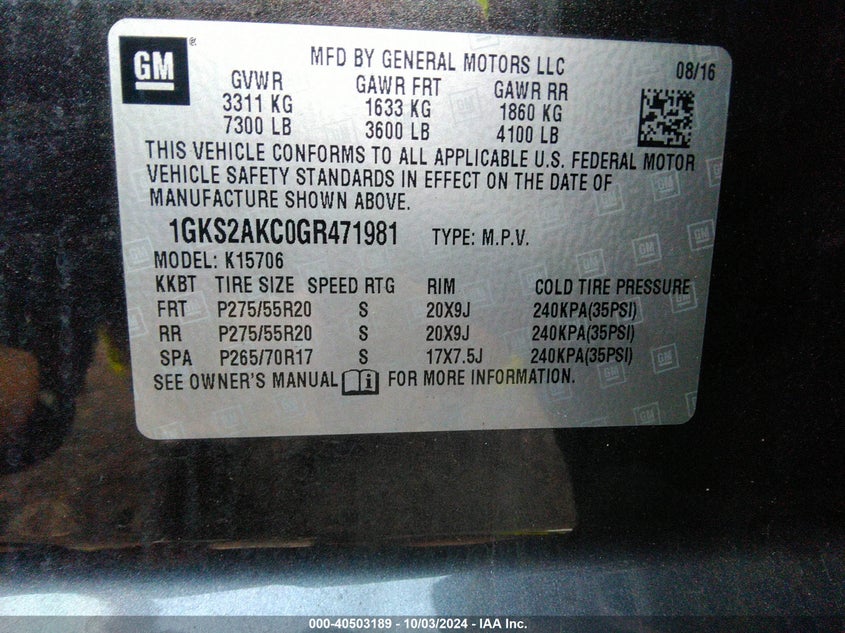 GM ®
MFD BY GENERAL MOTORS LLC
08/16
GVWR GAWR FRT GAWR RR
3311 KG 1633 KG 1860 KG
7300 LB 3600 LB 4100 LB
THIS VEHICLE CONFORMS TO ALL APPLICABLE U.S. FEDERAL MOTOR
VEHICLE SAFETY STANDARDS IN EFFECT ON THE DATE OF
MANUFACTURE SHOWN ABOVE.
1GKS2AKC0GR471981 TYPE: M.P.V.
MODEL: K15706
KKBT TIRE SIZE SPEED RTG RIM COLD TIRE PRESSURE
FRT P275/55R20 S 20X9J 240KPA(35PSI)
RR P275/55R20 S 20X9J 240KPA(35PSI)
SPA P265/70R17 S 17X7.5J 240KPA(35PSI)
SEE OWNER'S MANUAL i FOR MORE INFORMATION.
000-40503189 - 10/03/2024 - IAA Inc.